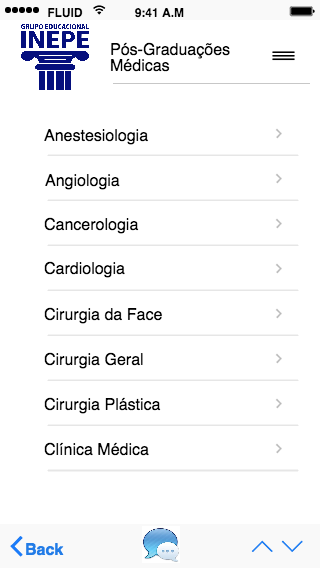 FLUID
9:41 A.M
GRUPO EDUCACIONAL
INEPE
Pós-Graduações
Médicas
Anestesiologia
Angiologia
Cancerologia
Cardiologia
Cirurgia da Face
Cirurgia Geral
Cirurgia Plástica
Clínica Médica
Back